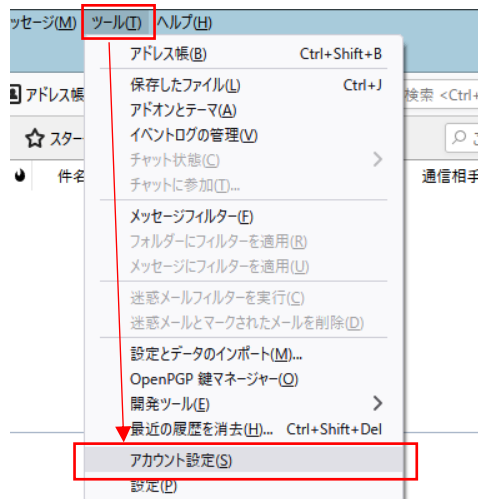 ッセージ(M) ツール(T) ヘルプ(H)
アドレス帳(B) Ctrl+Shift+B
保存したファイル(L) Ctrl+J
アドレス帳 検索 <Ctrl+
アドオンとテーマ(A)
イベントログの管理(V)
スター
チャット状態(C)
件名 通信相手
チャットに参加(T)...
メッセージフィルター(F)
フォルダーにフィルターを適用(R)
メッセージにフィルターを適用(U)
迷惑メールフィルターを実行(C)
迷惑メールとマークされたメールを削除(D)
設定とデータのインポート(M)...
OpenPGP 鍵マネージャー(O)
開発ツール(E)
最近の履歴を消去(H)... Ctrl+Shift+Del
アカウント設定(S)
設定(P)